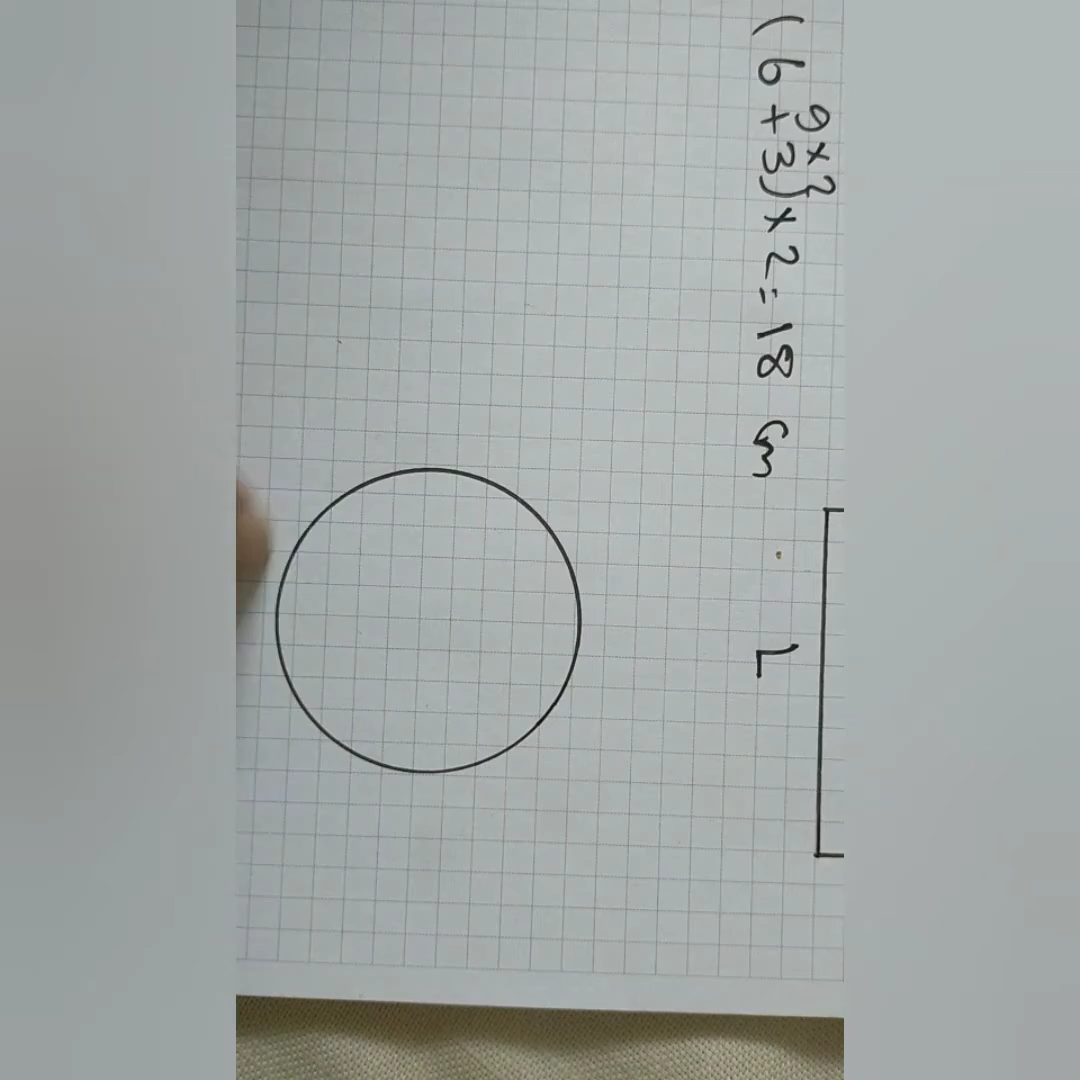 L
9 × 2
(6 + 3) × 2 = 18 cm